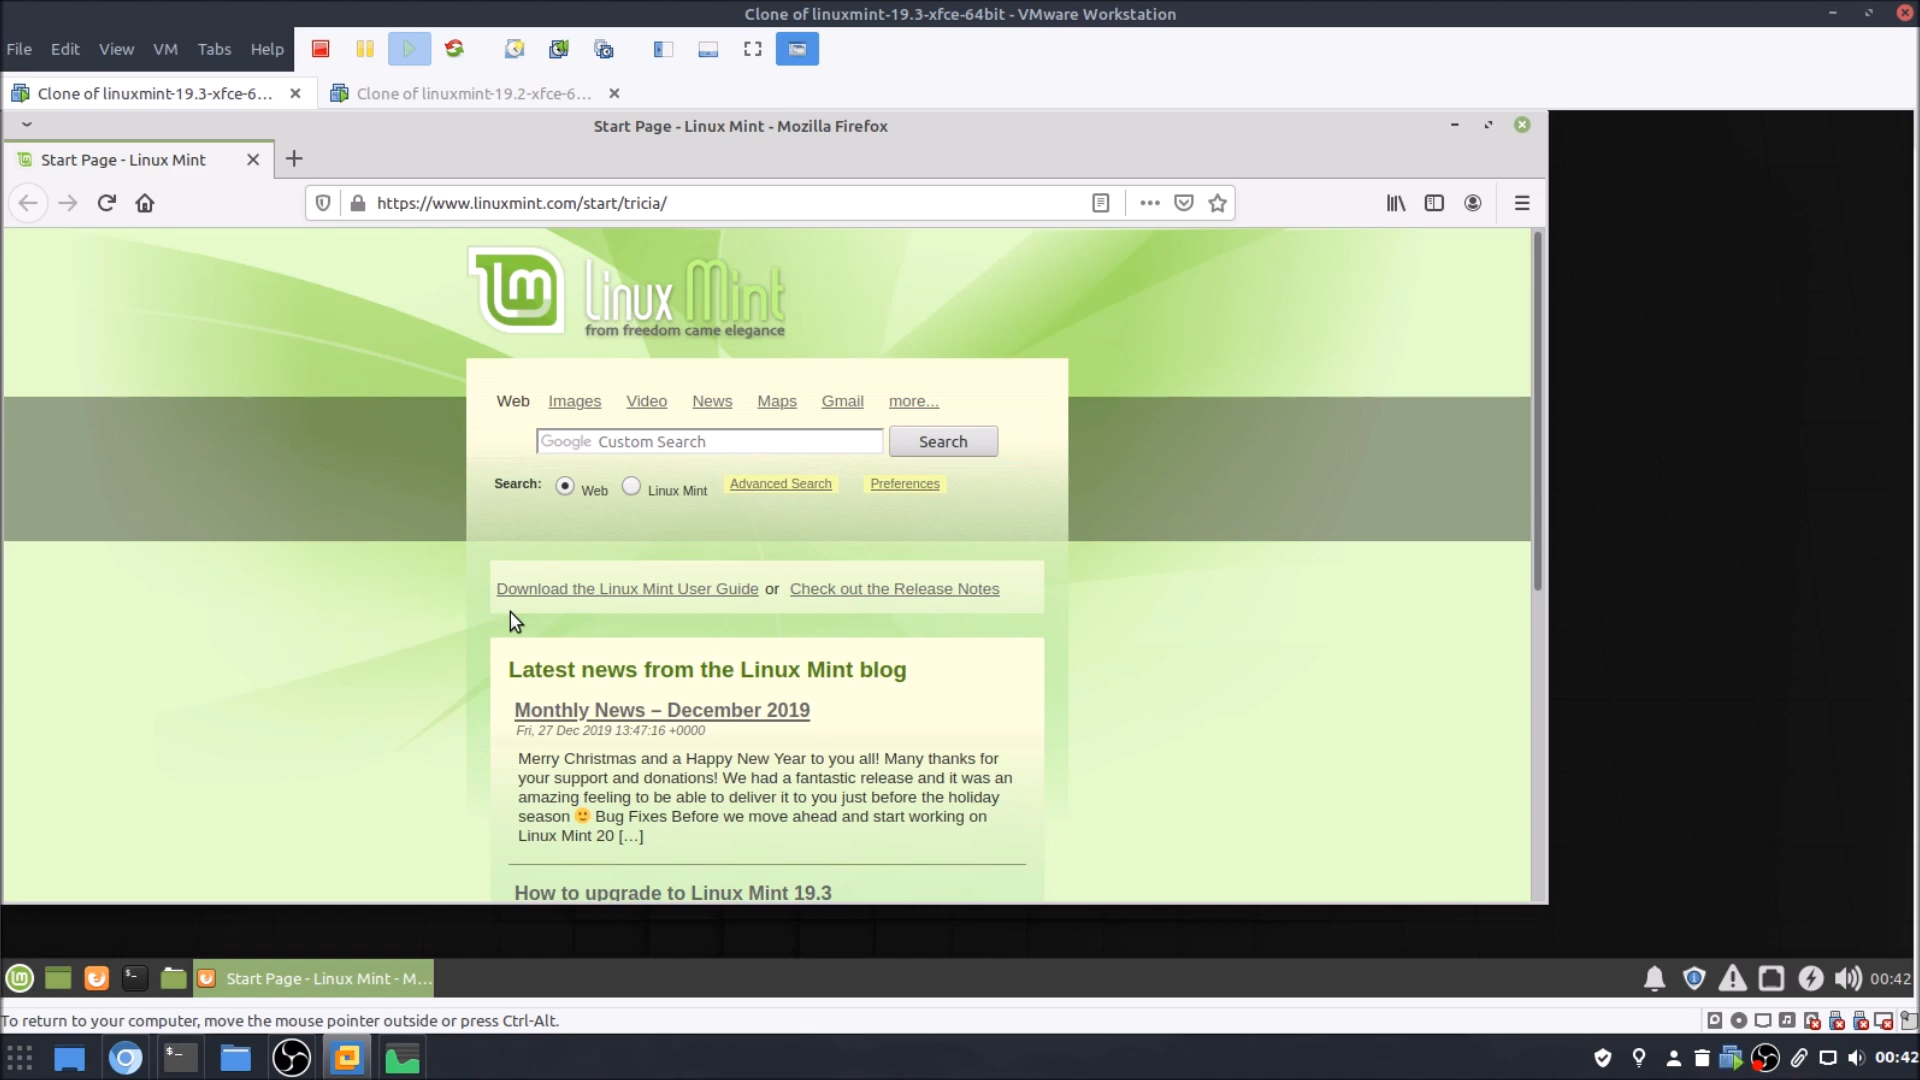 Clone of linuxmint-19.3-xfce-64bit - VMware Workstation
File Edit View VM Tabs Help
Clone of linuxmint-19.3-xfce-6... Clone of linuxmint-19.2-xfce-6...
Start Page - Linux Mint - Mozilla Firefox
Start Page - Linux Mint
https://www.linuxmint.com/start/tricia/
Linux Mint
from freedom came elegance
Web Images Video News Maps Gmail more...
Google Custom Search Search
Search: Web Linux Mint Advanced Search Preferences
Download the Linux Mint User Guide or Check out the Release Notes
Latest news from the Linux Mint blog
Monthly News – December 2019
Fri, 27 Dec 2019 13:47:16 +0000
Merry Christmas and a Happy New Year to you all! Many thanks for
your support and donations! We had a fantastic release and it was an
amazing feeling to be able to deliver it to you just before the holiday
season 🙂 Bug Fixes Before we move ahead and start working on
Linux Mint 20 […]
How to upgrade to Linux Mint 19.3
Start Page - Linux Mint - M... 00:42
To return to your computer, move the mouse pointer outside or press Ctrl-Alt.
00:42